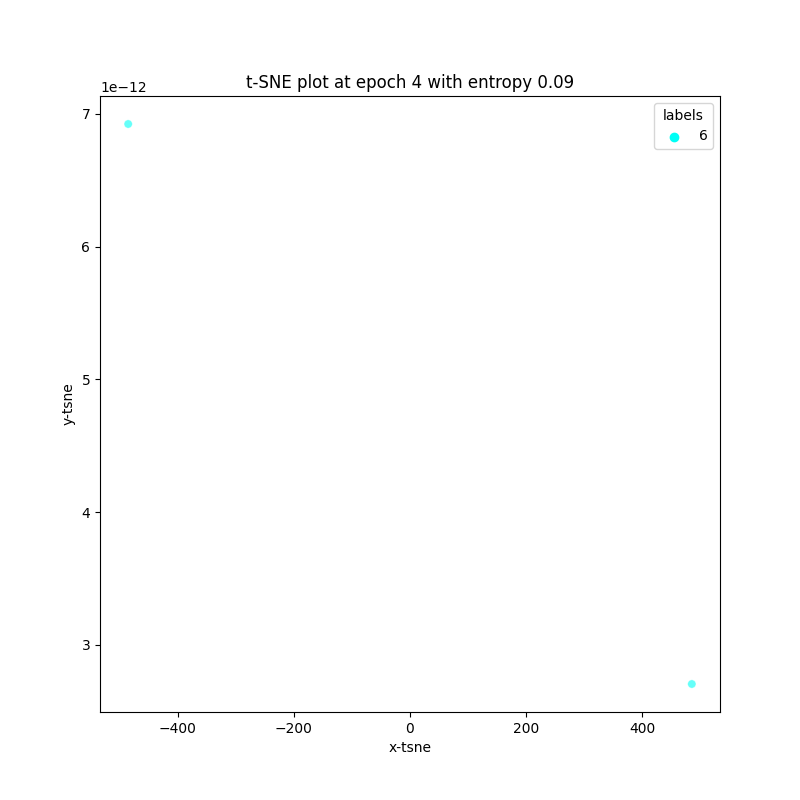 t-SNE plot at epoch 4 with entropy 0.09
1e−12
labels
6
7
6
5
4
3
y-tsne
−400 −200 0 200 400
x-tsne